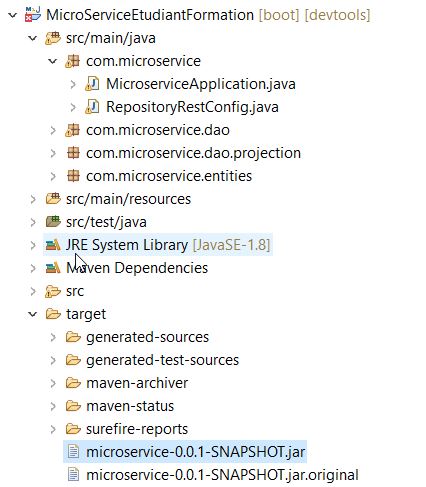 MicroServiceEtudiantFormation [boot] [devtools]
src/main/java
com.microservice
MicroserviceApplication.java
RepositoryRestConfig.java
com.microservice.dao
com.microservice.dao.projection
com.microservice.entities
src/main/resources
src/test/java
JRE System Library [JavaSE-1.8]
Maven Dependencies
src
target
generated-sources
generated-test-sources
maven-archiver
maven-status
surefire-reports
microservice-0.0.1-SNAPSHOT.jar
microservice-0.0.1-SNAPSHOT.jar.original